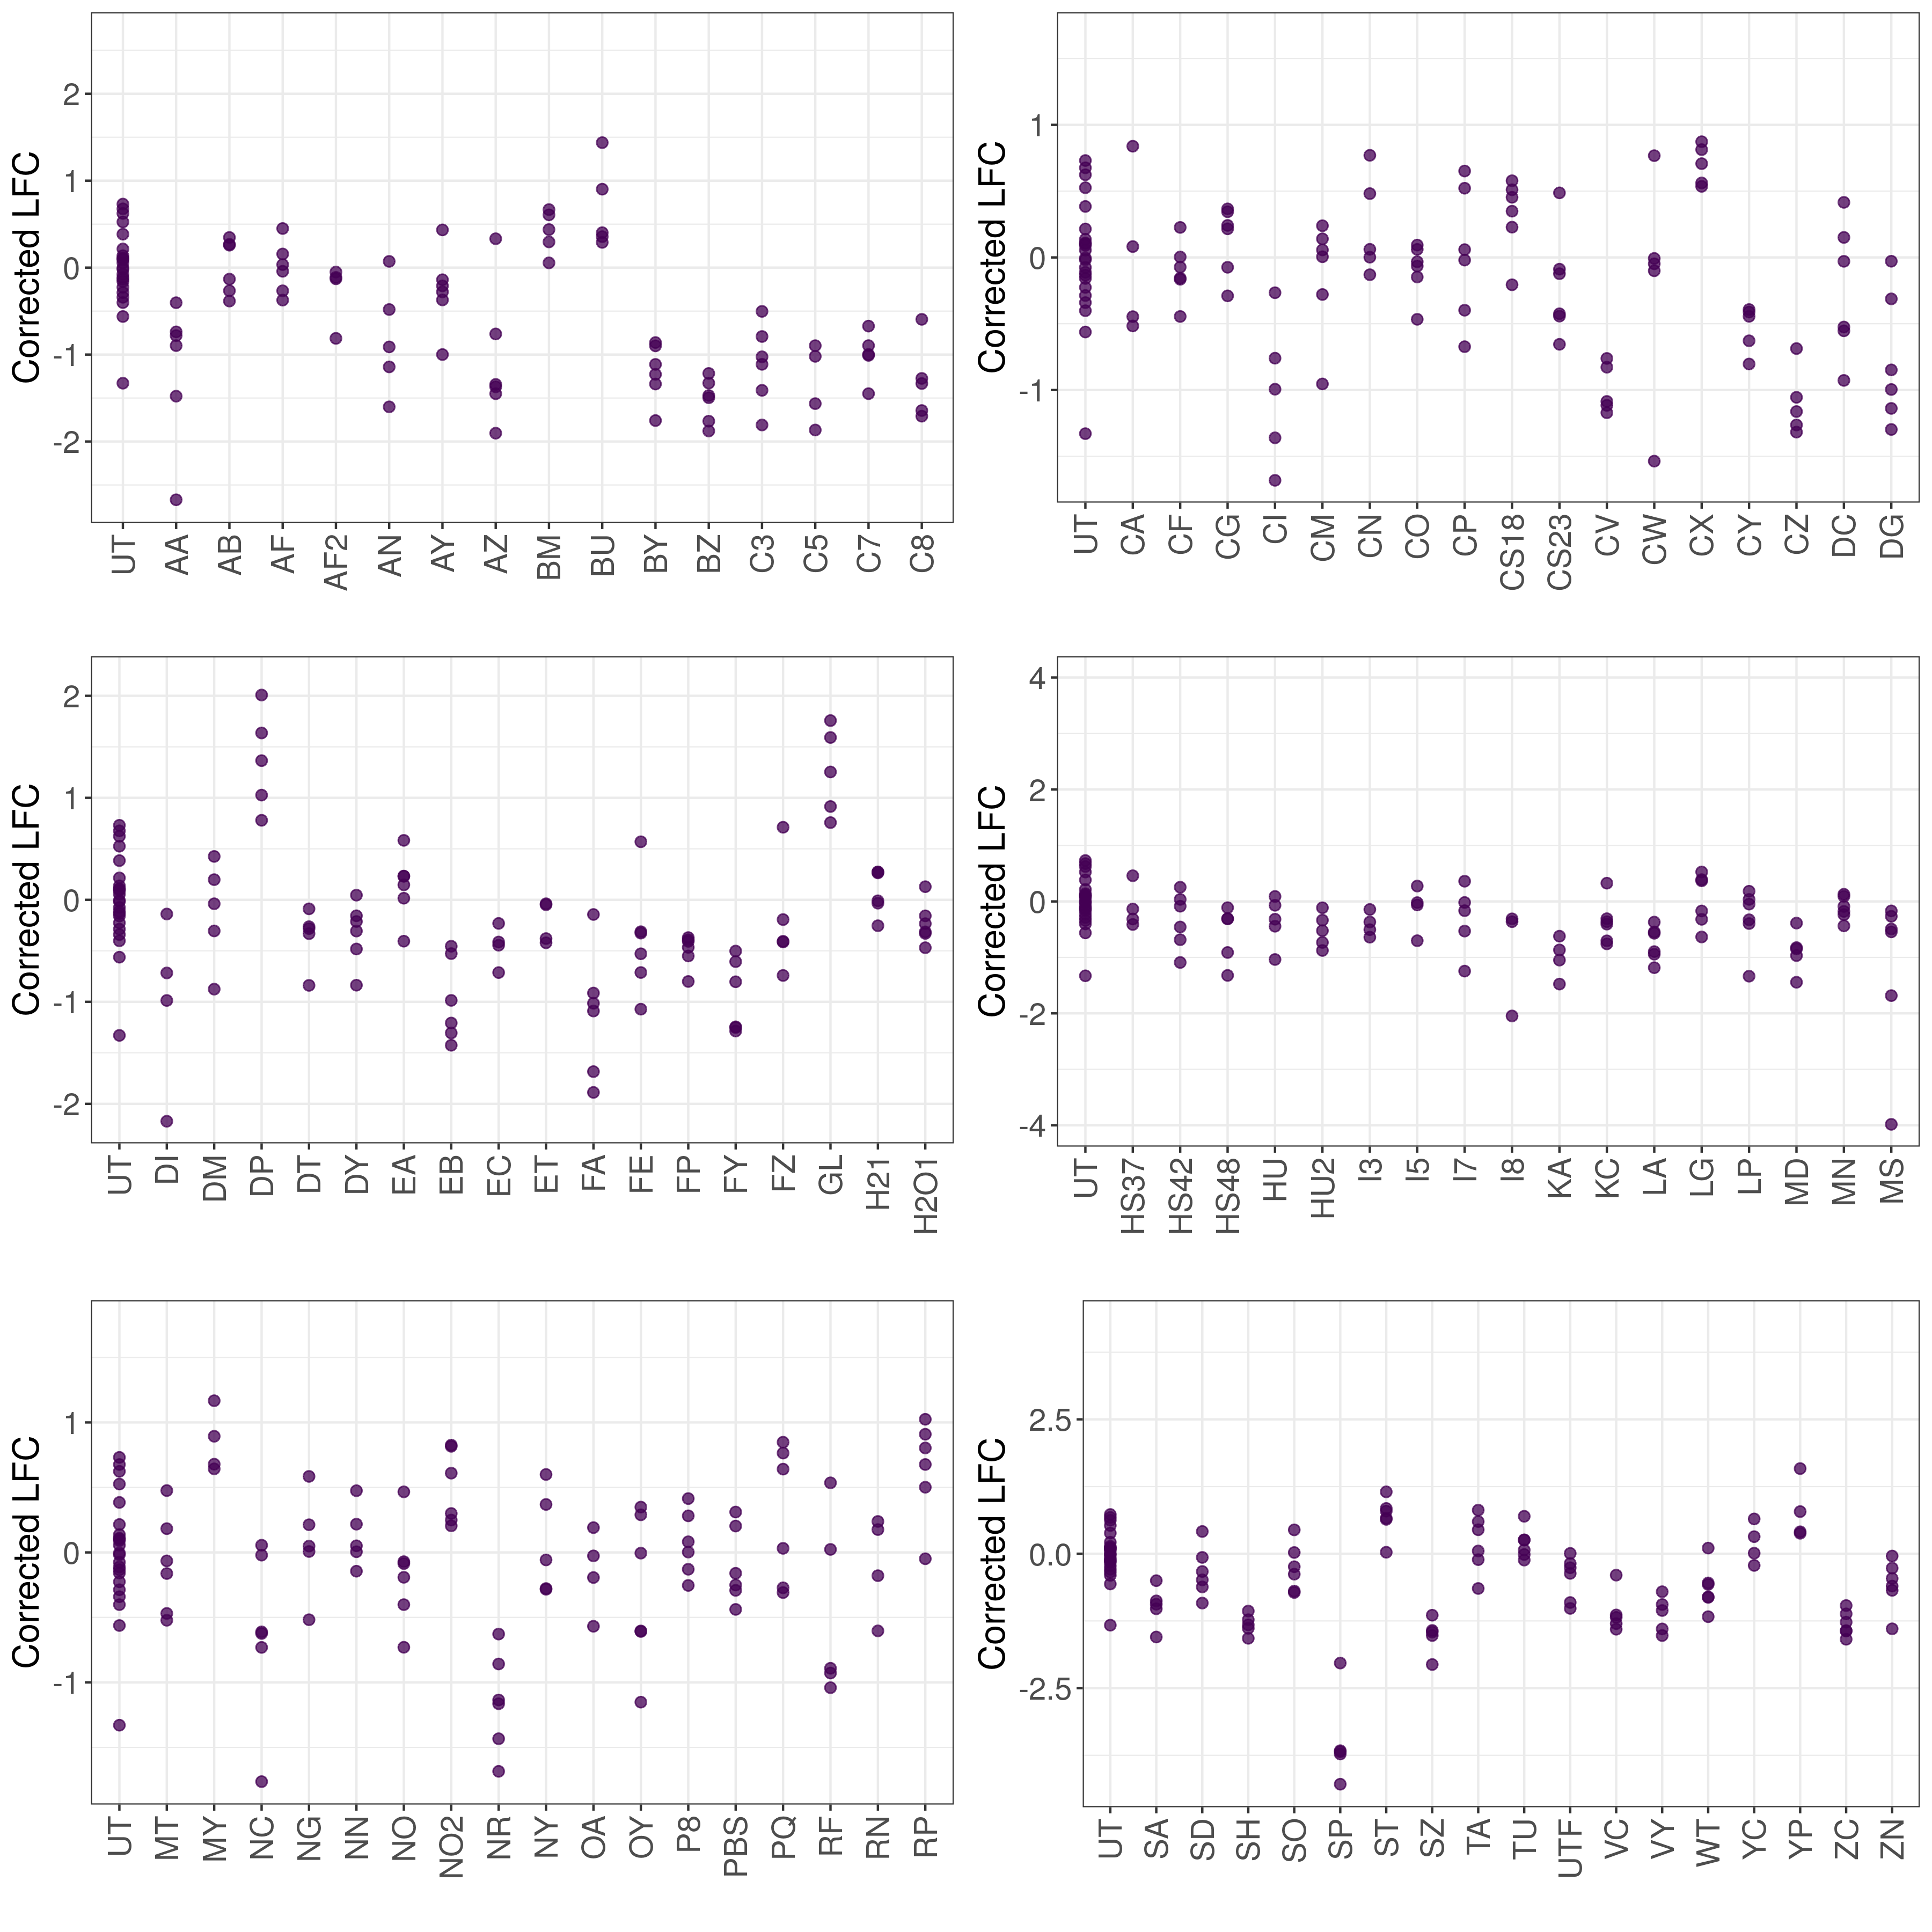 Corrected LFC
2
1
0
-1
-2
UT AA AB AF AF2 AN AY AZ BM BU BY BZ C3 C5 C7 C8
Corrected LFC
1
0
-1
UT CA CF CG CI CM CN CO CP CS18 CS23 CV CW CX CY CZ DC DG
Corrected LFC
2
1
0
-1
-2
UT DI DM DP DT DY EA EB EC ET FA FE FP FY FZ GL H21 H2O1
Corrected LFC
4
2
0
-2
-4
UT HS37 HS42 HS48 HU HU2 I3 I5 I7 I8 KA KC LA LG LP MD MN MS
Corrected LFC
1
0
-1
UT MT MY NC NG NN NO NO2 NR NY OA OY P8 PBS PQ RF RN RP
Corrected LFC
2.5
0.0
-2.5
UT SA SD SH SO SP ST SZ TA TU UTF VC VY WT YC YP ZC ZN